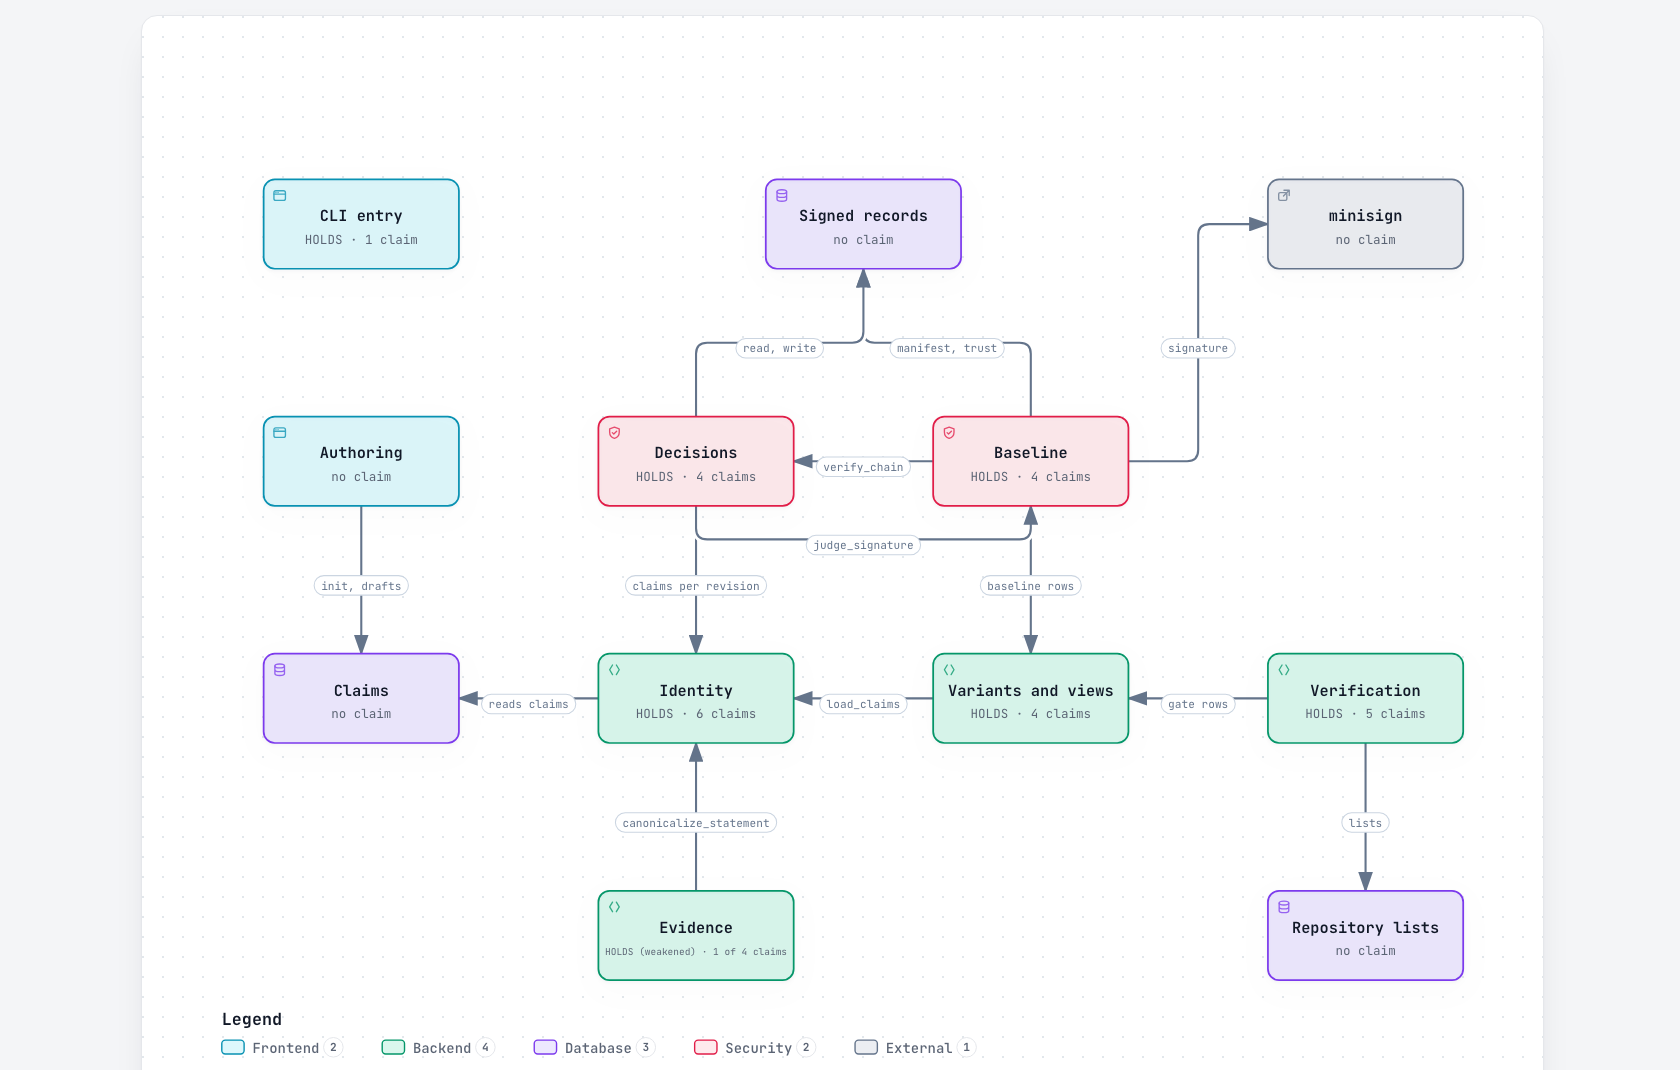 CLI entry
HOLDS · 1 claim
Signed records
no claim
minisign
no claim
read, write
manifest, trust
signature
Authoring
no claim
Decisions
HOLDS · 4 claims
verify_chain
Baseline
HOLDS · 4 claims
judge_signature
init, drafts
claims per revision
baseline rows
Claims
no claim
reads claims
Identity
HOLDS · 6 claims
load_claims
Variants and views
HOLDS · 4 claims
gate rows
Verification
HOLDS · 5 claims
canonicalize_statement
lists
Evidence
HOLDS (weakened) · 1 of 4 claims
Repository lists
no claim
Legend
Frontend 2
Backend 4
Database 3
Security 2
External 1